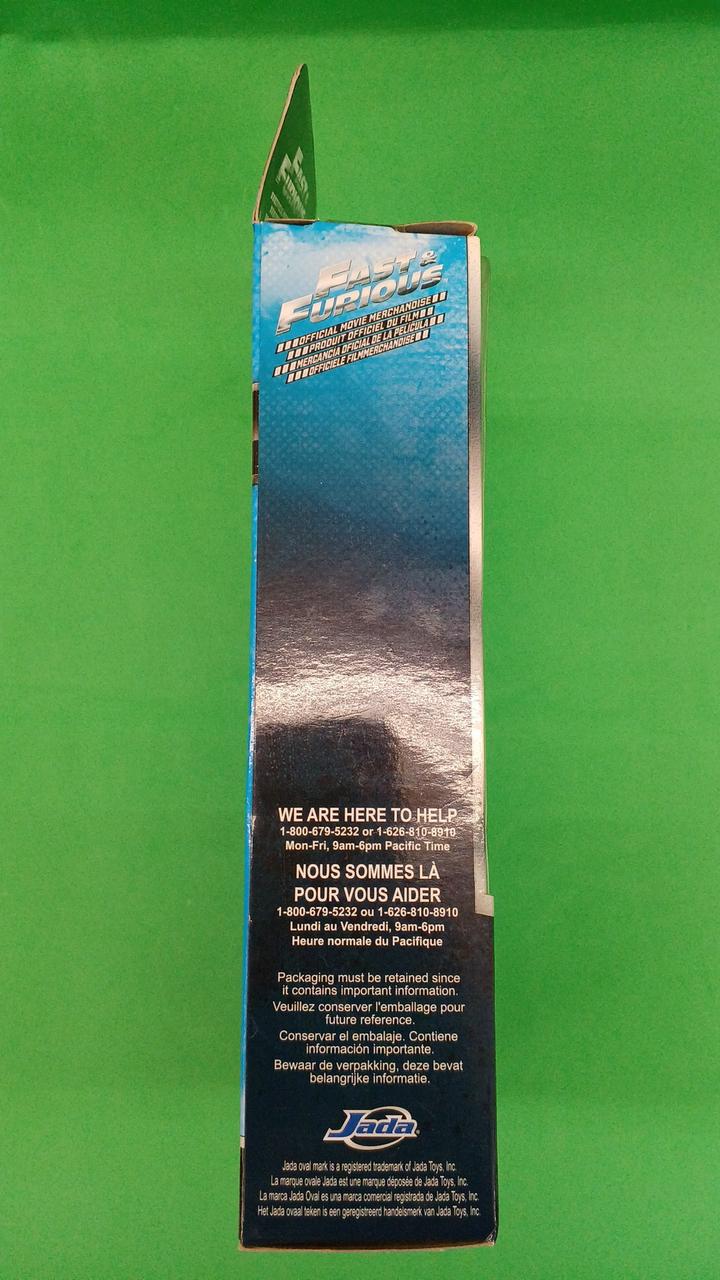 FAST &
FURIOUS
FAST &
FURIOUS
OFFICIAL MOVIE MERCHANDISE
PRODUIT OFFICIEL DU FILM
MERCANCÍA OFICIAL DE LA PELÍCULA
OFFICIELE FILMMERCHANDISE
WE ARE HERE TO HELP
1-800-679-5232 or 1-626-810-8910
Mon-Fri, 9am-6pm Pacific Time
NOUS SOMMES LÀ
POUR VOUS AIDER
1-800-679-5232 ou 1-626-810-8910
Lundi au Vendredi, 9am-6pm
Heure normale du Pacifique
Packaging must be retained since
it contains important information.
Veuillez conserver l'emballage pour
future reference.
Conservar el embalaje. Contiene
información importante.
Bewaar de verpakking, deze bevat
belangrijke informatie.
Jada®
Jada oval mark is a registered trademark of Jada Toys, Inc.
La marque ovale Jada est une marque déposée de Jada Toys, Inc.
La marca Jada Oval es una marca comercial registrada de Jada Toys, Inc.
Het Jada ovaal teken is een geregistreerd handelsmerk van Jada Toys, Inc.